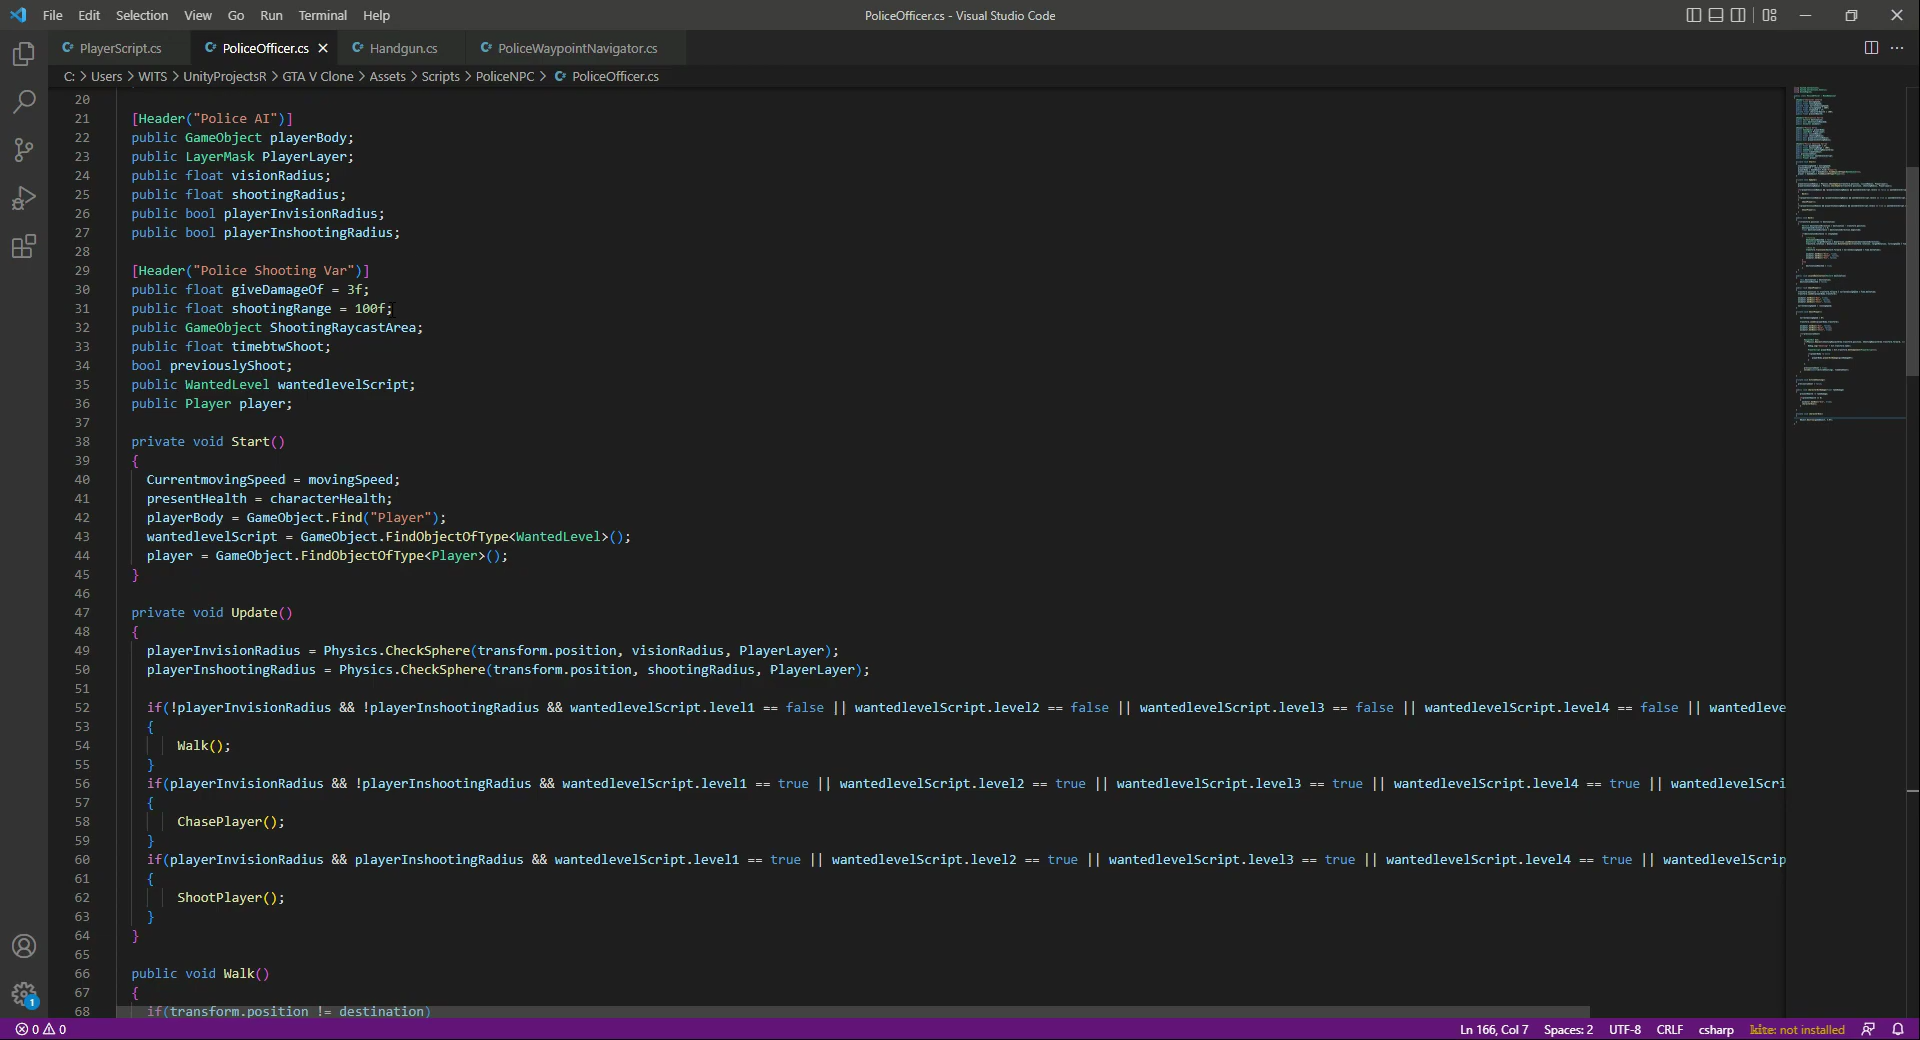 File Edit Selection View Go Run Terminal Help
PoliceOfficer.cs - Visual Studio Code
PlayerScript.cs
PoliceOfficer.cs
Handgun.cs
PoliceWaypointNavigator.cs
C: > Users > WITS > UnityProjectsR > GTA V Clone > Assets > Scripts > PoliceNPC > PoliceOfficer.cs
20
21 [Header("Police AI")]
22 public GameObject playerBody;
23 public LayerMask PlayerLayer;
24 public float visionRadius;
25 public float shootingRadius;
26 public bool playerInvisionRadius;
27 public bool playerInshootingRadius;
28
29 [Header("Police Shooting Var")]
30 public float giveDamageOf = 3f;
31 public float shootingRange = 100f;
32 public GameObject ShootingRaycastArea;
33 public float timebtwShoot;
34 bool previouslyShoot;
35 public WantedLevel wantedlevelScript;
36 public Player player;
37
38 private void Start()
39 {
40 CurrentmovingSpeed = movingSpeed;
41 presentHealth = characterHealth;
42 playerBody = GameObject.Find("Player");
43 wantedlevelScript = GameObject.FindObjectOfType<WantedLevel>();
44 player = GameObject.FindObjectOfType<Player>();
45 }
46
47 private void Update()
48 {
49 playerInvisionRadius = Physics.CheckSphere(transform.position, visionRadius, PlayerLayer);
50 playerInshootingRadius = Physics.CheckSphere(transform.position, shootingRadius, PlayerLayer);
51
52 if(!playerInvisionRadius && !playerInshootingRadius && wantedlevelScript.level1 == false || wantedlevelScript.level2 == false || wantedlevelScript.level3 == false || wantedlevelScript.level4 == false || wantedleve
53 {
54 Walk();
55 }
56 if(playerInvisionRadius && !playerInshootingRadius && wantedlevelScript.level1 == true || wantedlevelScript.level2 == true || wantedlevelScript.level3 == true || wantedlevelScript.level4 == true || wantedlevelScri
57 {
58 ChasePlayer();
59 }
60 if(playerInvisionRadius && playerInshootingRadius && wantedlevelScript.level1 == true || wantedlevelScript.level2 == true || wantedlevelScript.level3 == true || wantedlevelScript.level4 == true || wantedlevelScrip
61 {
62 ShootPlayer();
63 }
64 }
65
66 public void Walk()
67 {
68 if(transform.position != destination)
1
0 0
Ln 166, Col 7 Spaces: 2 UTF-8 CRLF csharp kite: not installed